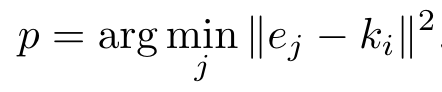 p = arg min_j ‖e_j − k_i‖².